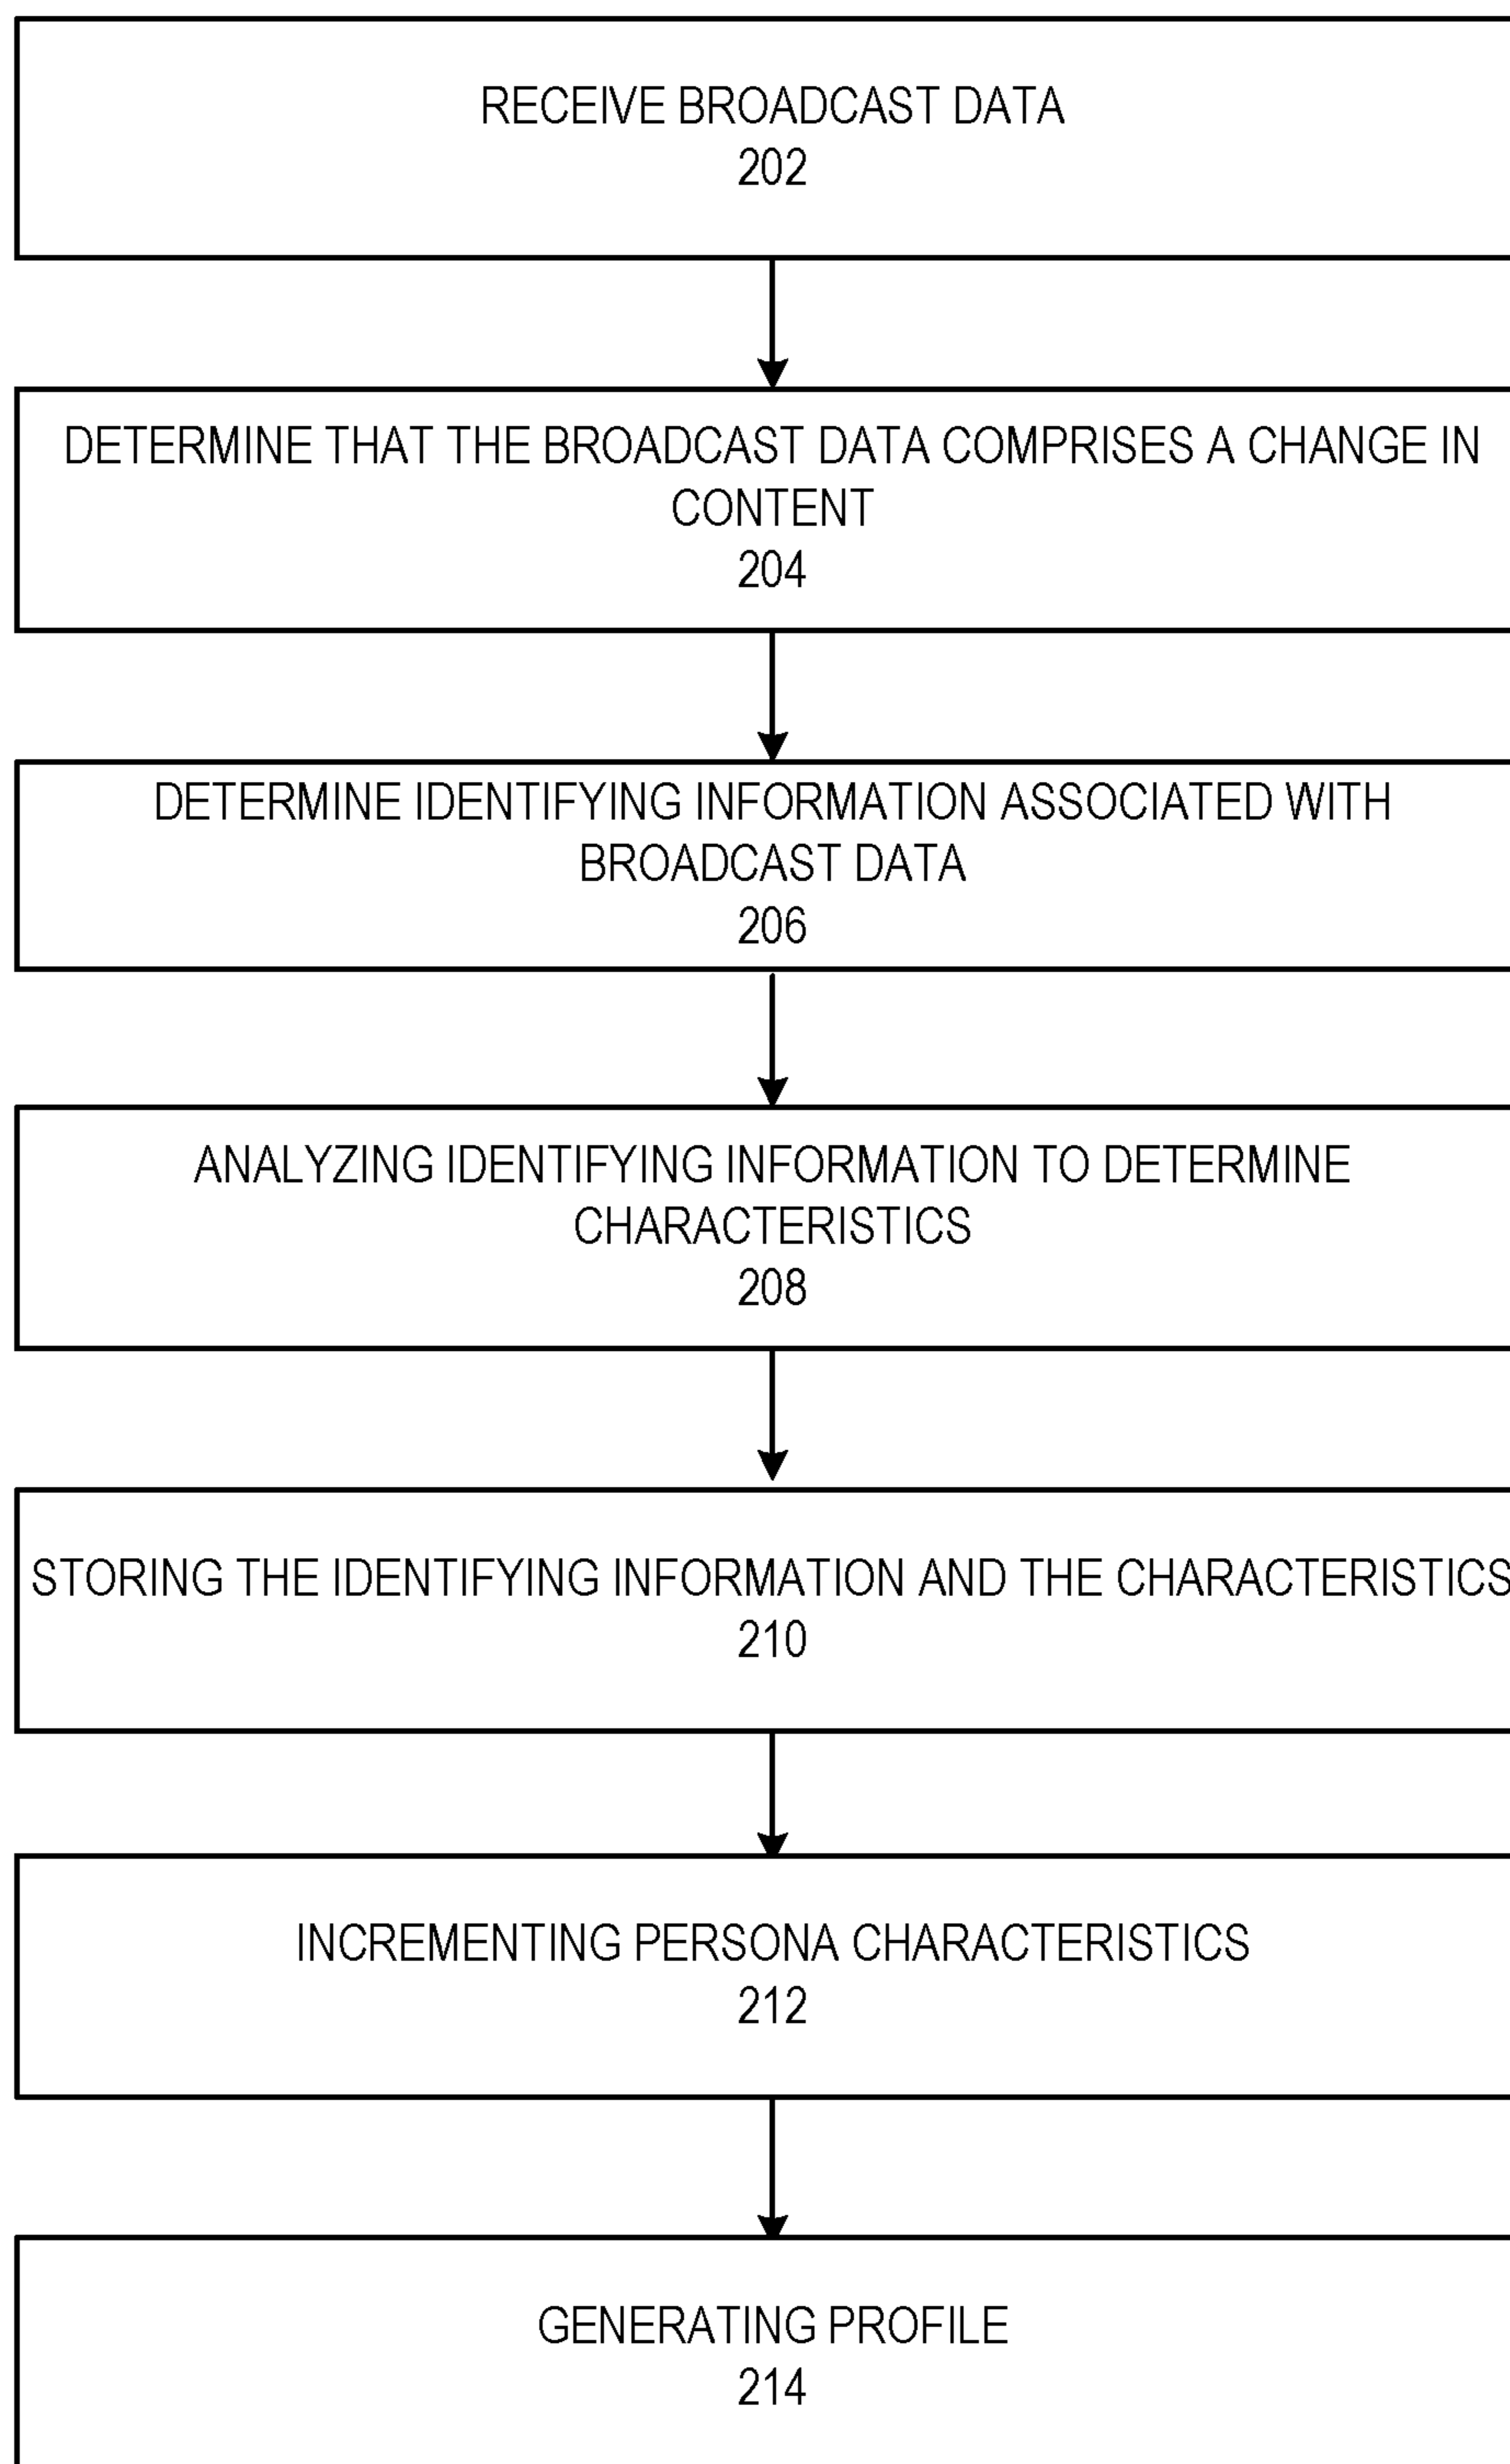 RECEIVE BROADCAST DATA
202
DETERMINE THAT THE BROADCAST DATA COMPRISES A CHANGE IN
CONTENT
204
DETERMINE IDENTIFYING INFORMATION ASSOCIATED WITH
BROADCAST DATA
206
ANALYZING IDENTIFYING INFORMATION TO DETERMINE
CHARACTERISTICS
208
STORING THE IDENTIFYING INFORMATION AND THE CHARACTERISTICS
210
INCREMENTING PERSONA CHARACTERISTICS
212
GENERATING PROFILE
214